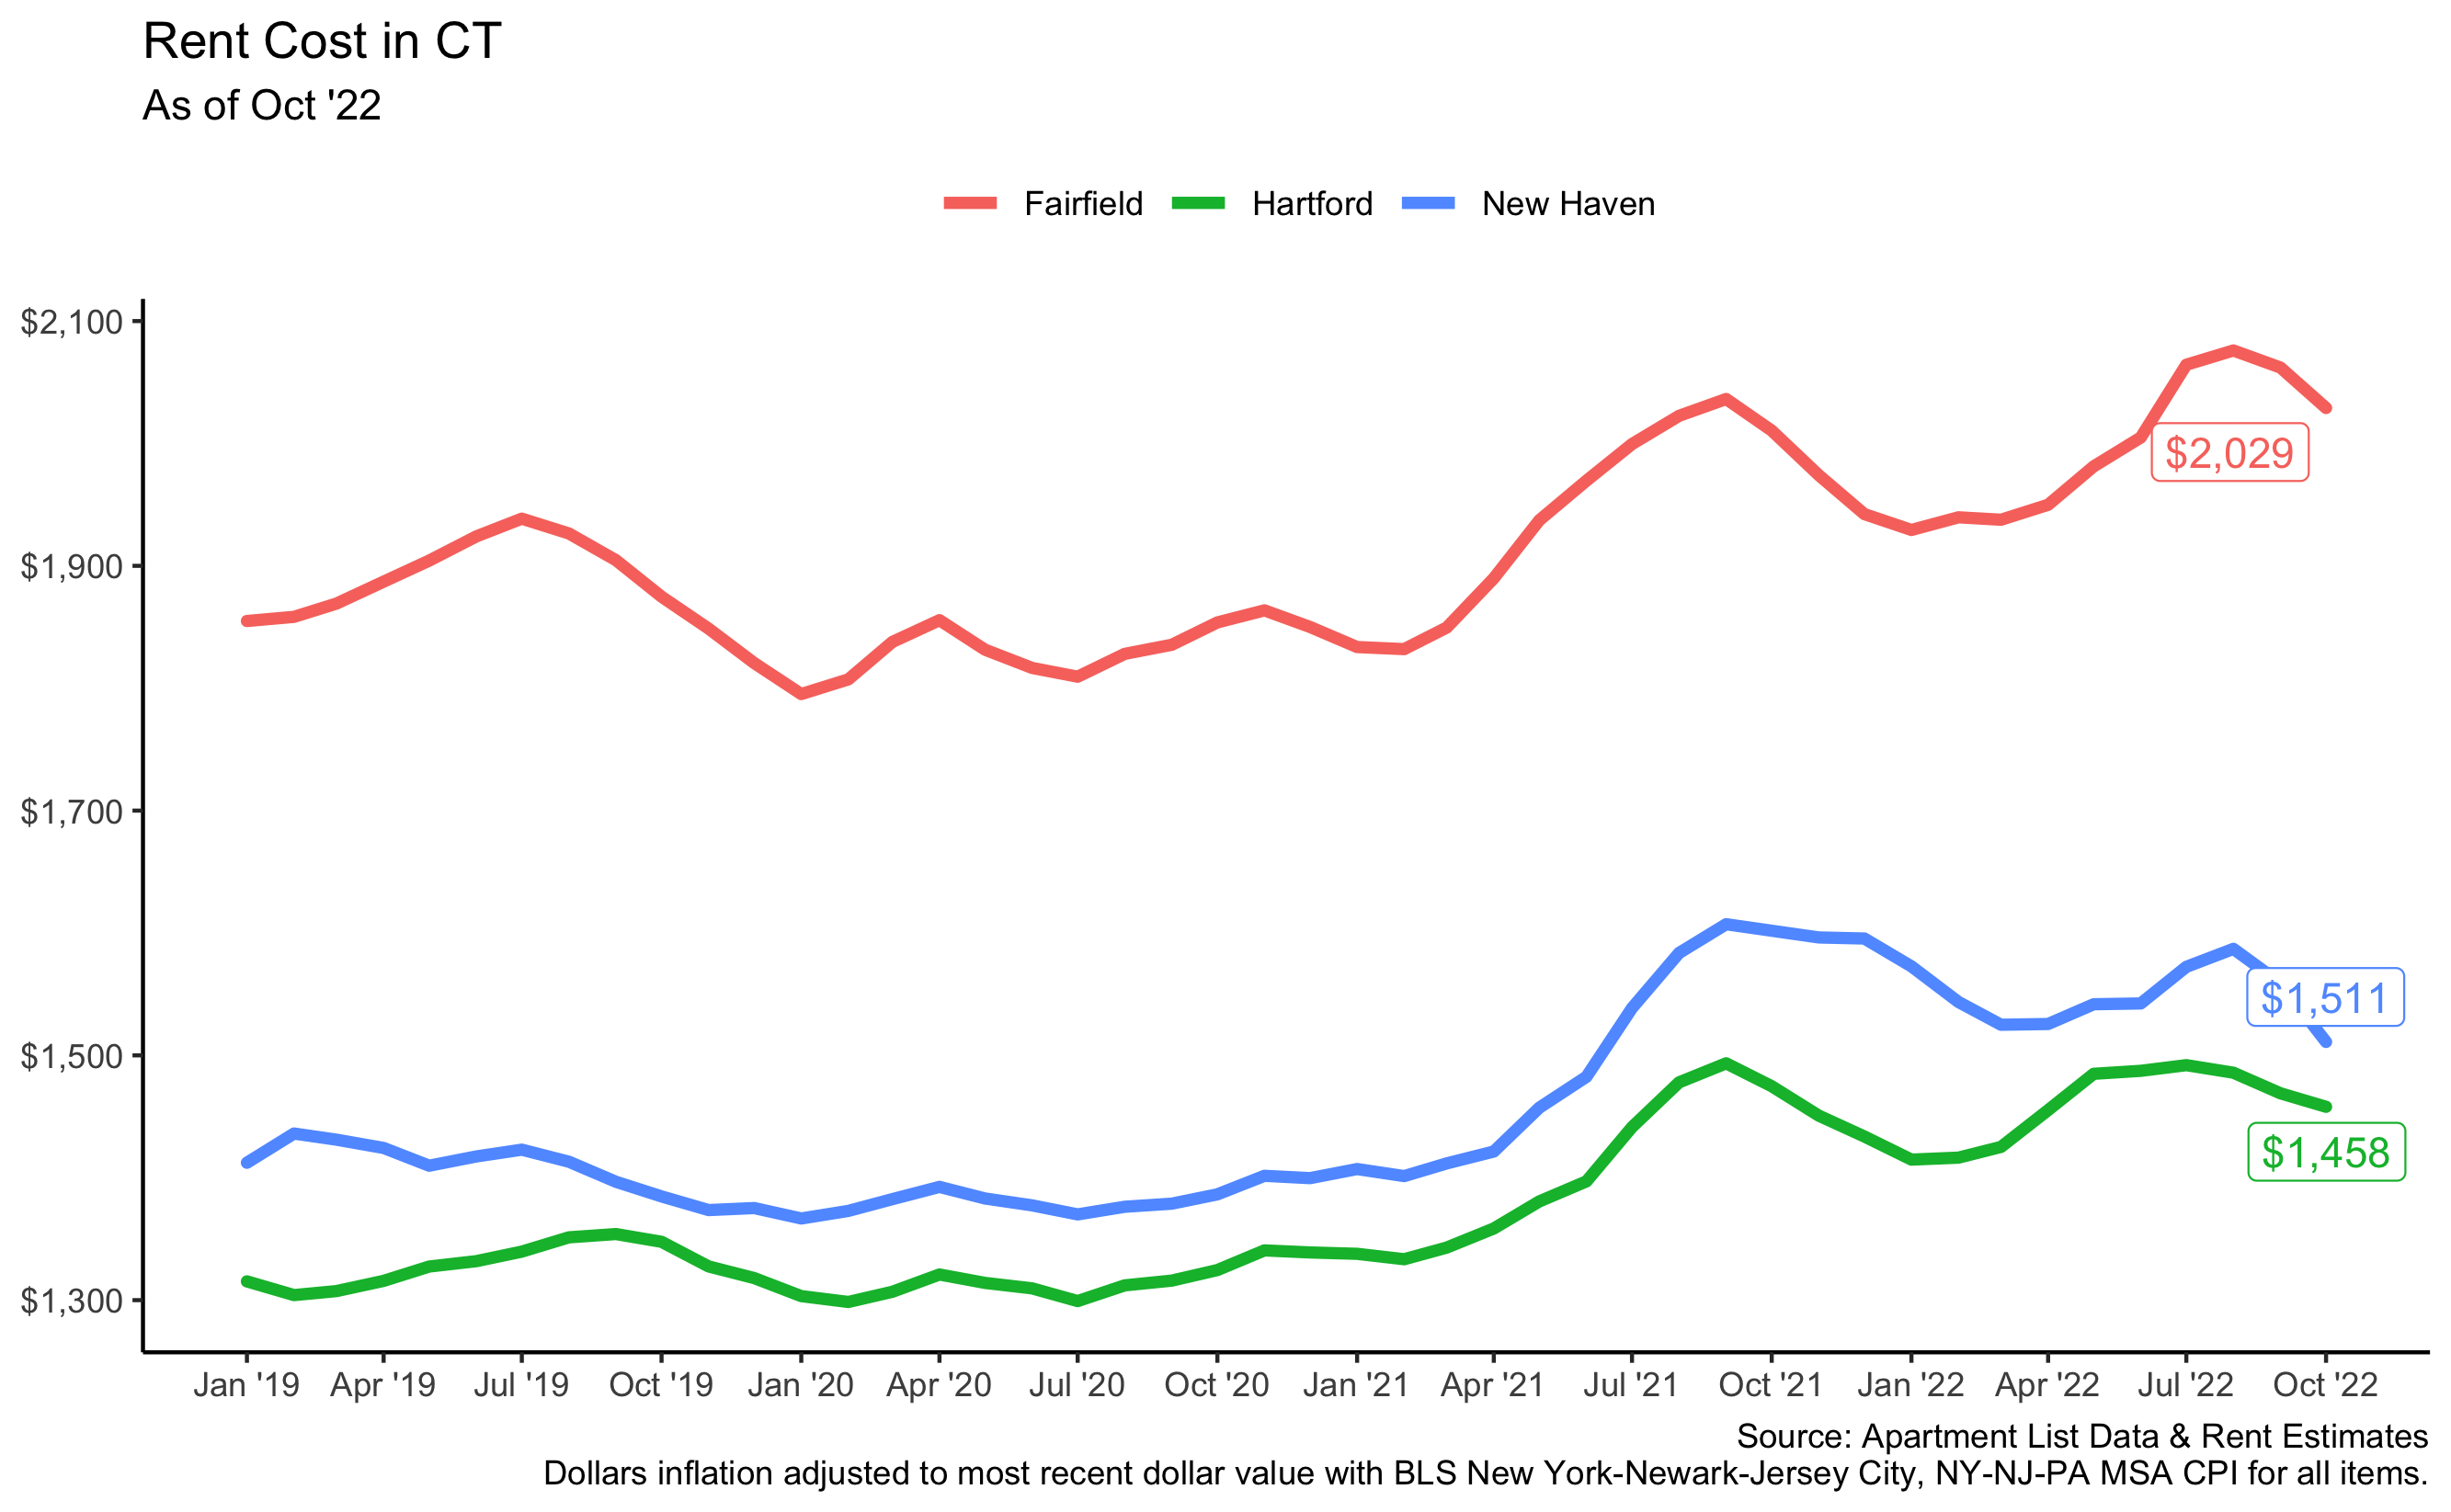 Rent Cost in CT
As of Oct '22
Fairfield Hartford New Haven
$2,100
$2,029
$1,900
$1,700
$1,511
$1,500
$1,458
$1,300
Jan '19 Apr '19 Jul '19 Oct '19 Jan '20 Apr '20 Jul '20 Oct '20 Jan '21 Apr '21 Jul '21 Oct '21 Jan '22 Apr '22 Jul '22 Oct '22
Source: Apartment List Data & Rent Estimates
Dollars inflation adjusted to most recent dollar value with BLS New York-Newark-Jersey City, NY-NJ-PA MSA CPI for all items.